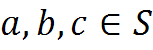 a, b, c ∈ S